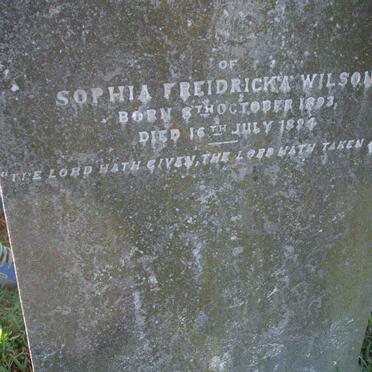 OF
SOPHIA FREIDRICKA WILSON
BORN 8TH OCTOBER 1893,
DIED 16TH JULY 1894
"THE LORD HATH GIVEN, THE LORD HATH TAKEN